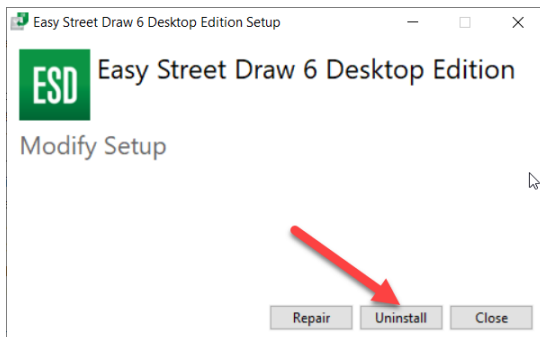 Easy Street Draw 6 Desktop Edition Setup
ESD
Easy Street Draw 6 Desktop Edition
Modify Setup
Repair Uninstall Close